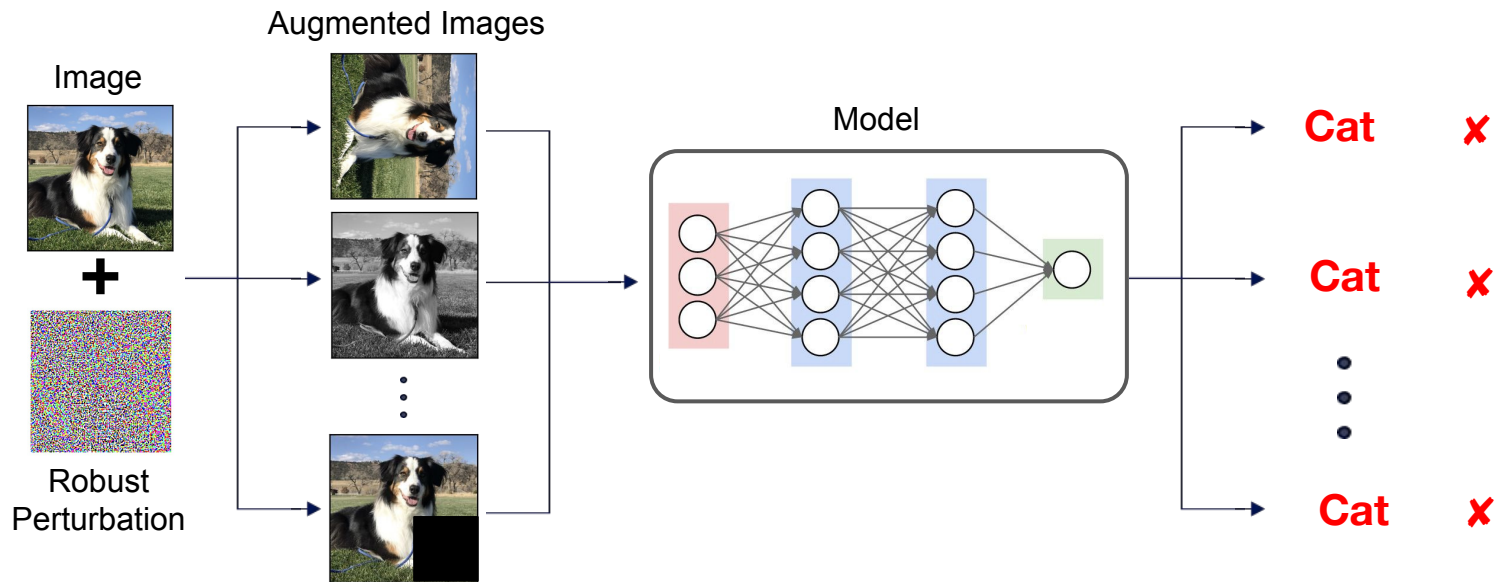 Augmented Images
Image
Robust
Perturbation
Model
Cat ✘
Cat ✘
Cat ✘